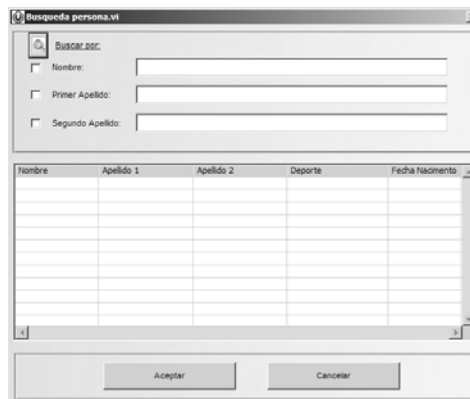 Busqueda persona.vi
Buscar por:
Nombre:
Primer Apellido:
Segundo Apellido:
Nombre Apellido 1 Apellido 2 Deporte Fecha Nacimento
Aceptar Cancelar